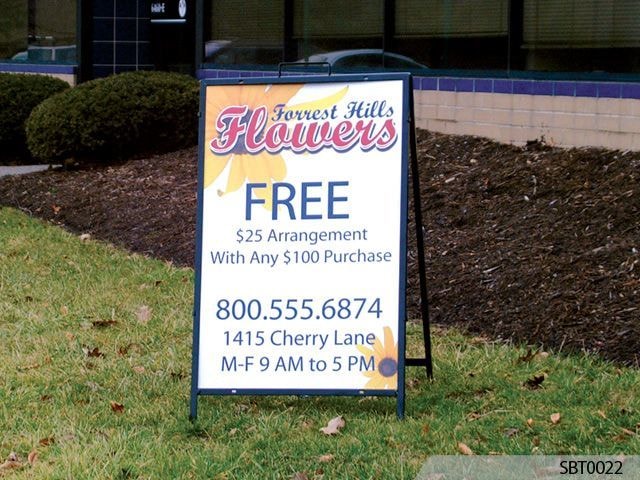 Forrest Hills
Flowers
FREE
$25 Arrangement
With Any $100 Purchase
800.555.6874
1415 Cherry Lane
M-F 9 AM to 5 PM
SBT0022